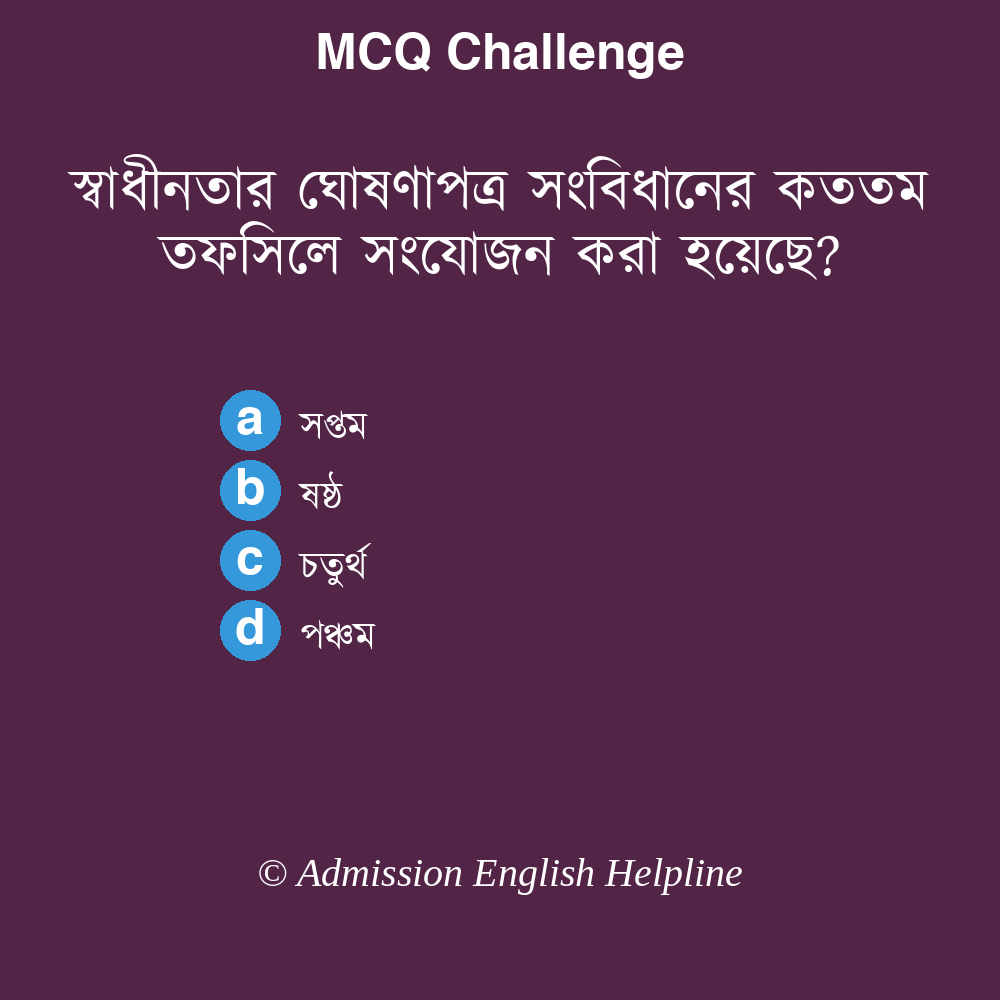 MCQ Challenge
স্বাধীনতার ঘোষণাপত্র সংবিধানের কততম
তফসিলে সংযোজন করা হয়েছে?
a সপ্তম
b ষষ্ঠ
c চতুর্থ
d পঞ্চম
© Admission English Helpline